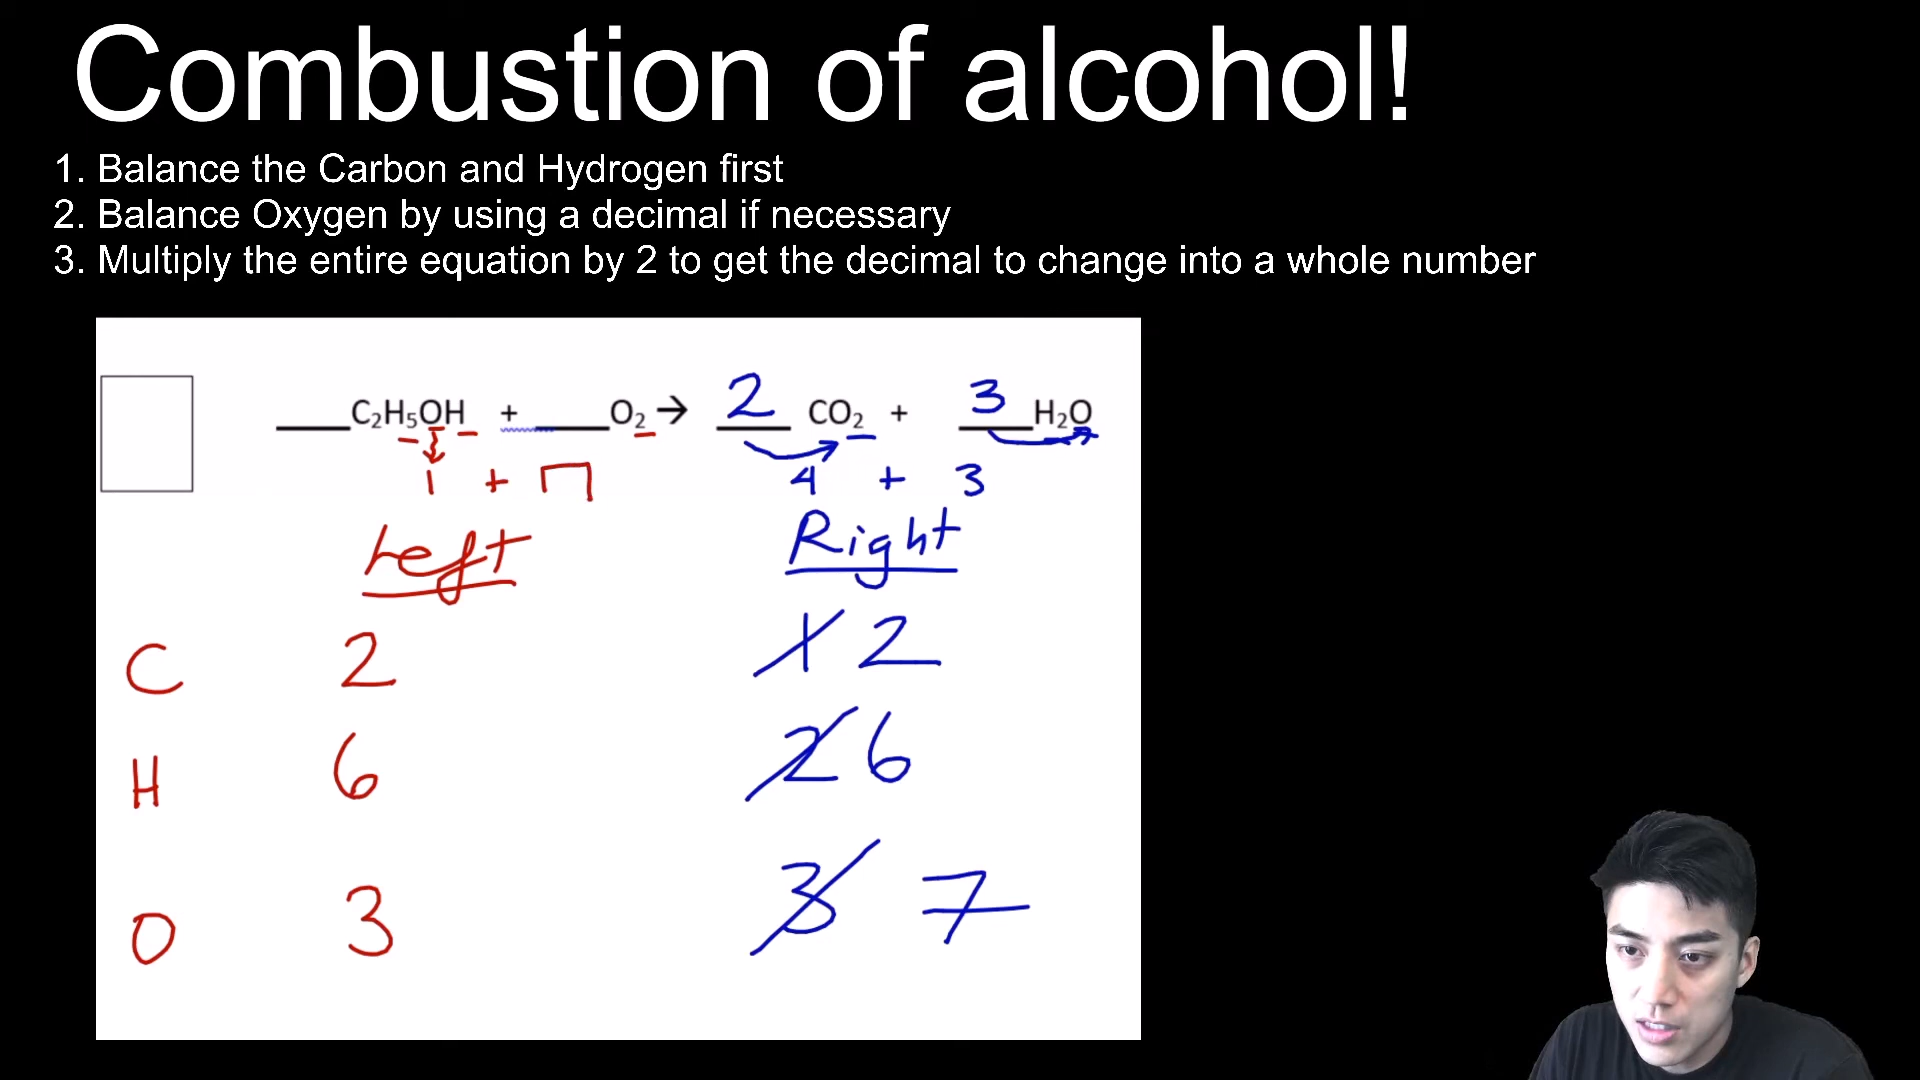 Combustion of alcohol!
1. Balance the Carbon and Hydrogen first
2. Balance Oxygen by using a decimal if necessary
3. Multiply the entire equation by 2 to get the decimal to change into a whole number
___C₂H₅OH + ___O₂ → 2 CO₂ + 3 H₂O
1 + 4 + 3
Left Right
C 2 1 2
H 6 2 6
O 3 3 7